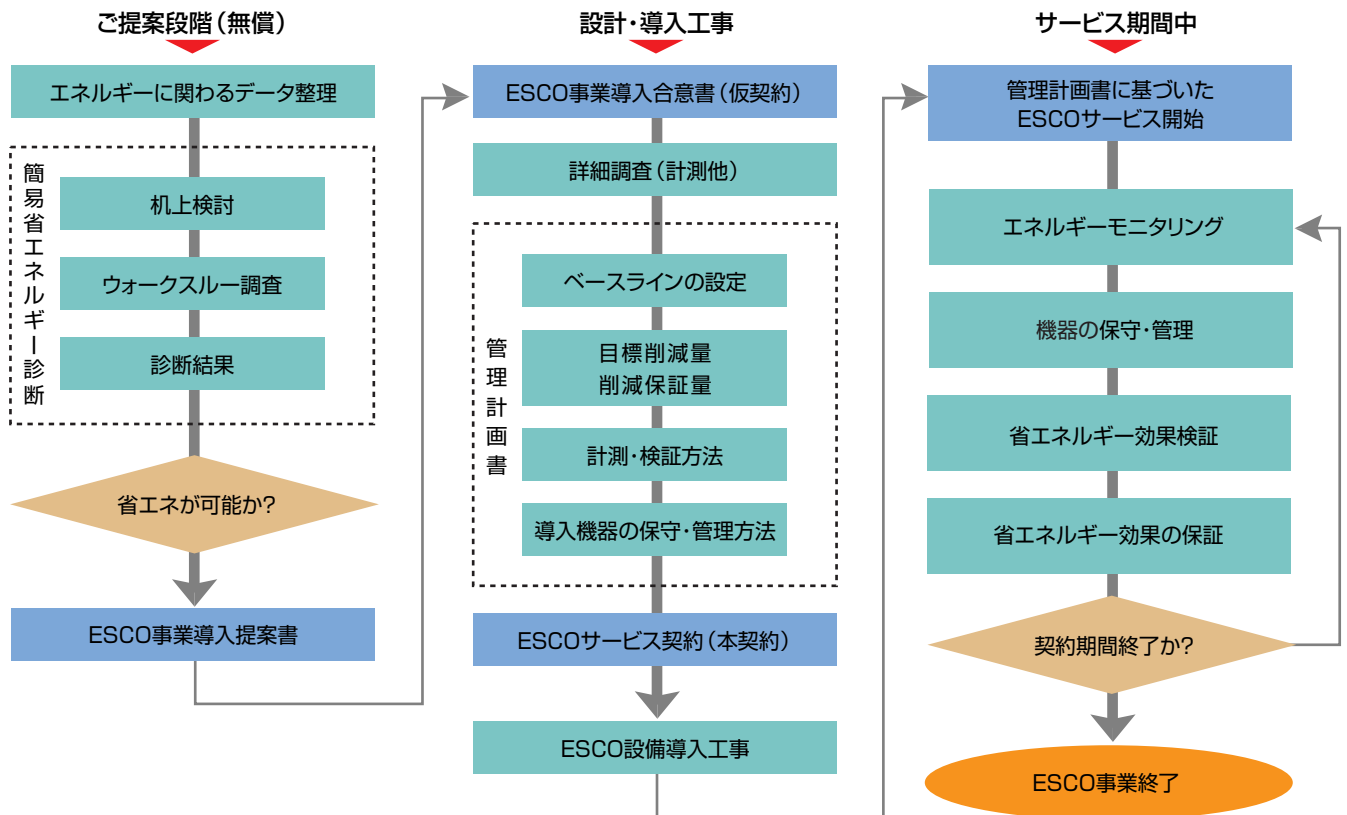 ご提案段階(無償)
エネルギーに関わるデータ整理
簡易省エネルギー診断
机上検討
ウォークスルー調査
診断結果
省エネが可能か?
ESCO事業導入提案書
設計・導入工事
ESCO事業導入合意書(仮契約)
詳細調査(計測他)
管理計画書
ベースラインの設定
目標削減量
削減保証量
計測・検証方法
導入機器の保守・管理方法
ESCOサービス契約(本契約)
ESCO設備導入工事
サービス期間中
管理計画書に基づいた
ESCOサービス開始
エネルギーモニタリング
機器の保守・管理
省エネルギー効果検証
省エネルギー効果の保証
契約期間終了か?
ESCO事業終了